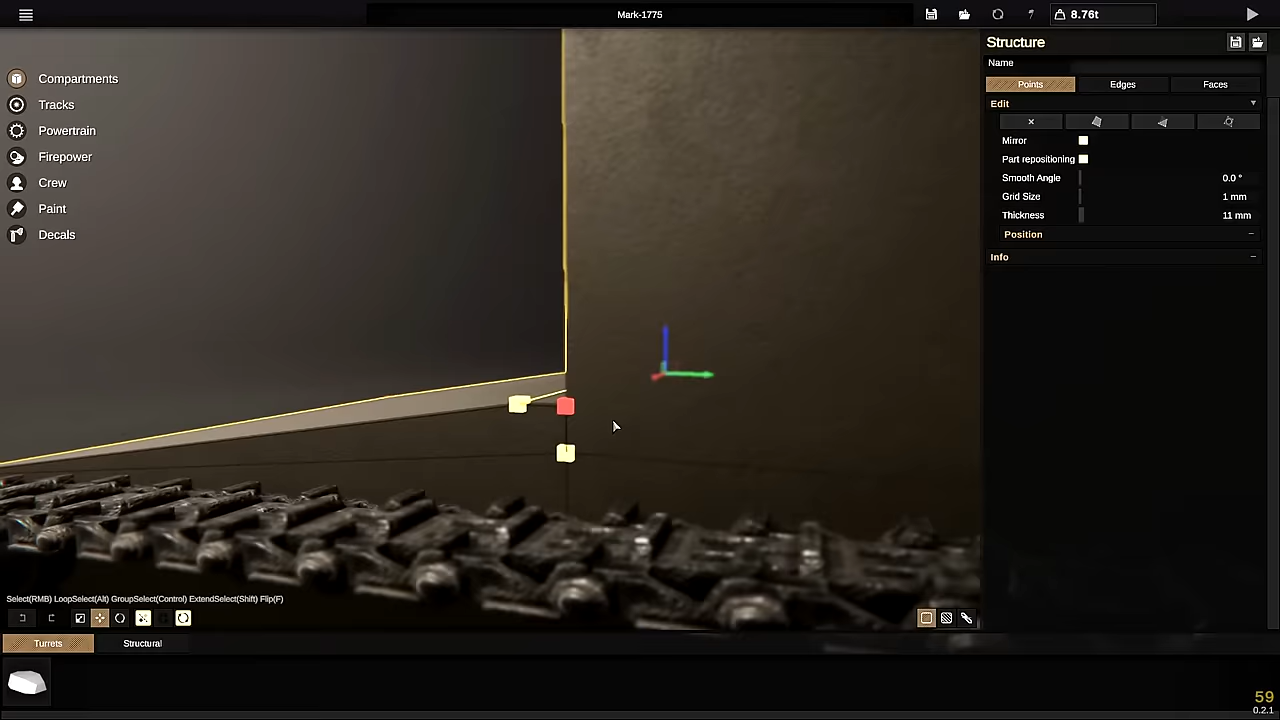 Mark-1775
8.76t
Compartments
Tracks
Powertrain
Firepower
Crew
Paint
Decals
Structure
Name
Points
Edges
Faces
Edit
Mirror
Part repositioning
Smooth Angle
0.0 °
Grid Size
1 mm
Thickness
11 mm
Position
Info
Select(RMB) LoopSelect(Alt) GroupSelect(Control) ExtendSelect(Shift) Flip(F)
Turrets
Structural
59
0.2.1